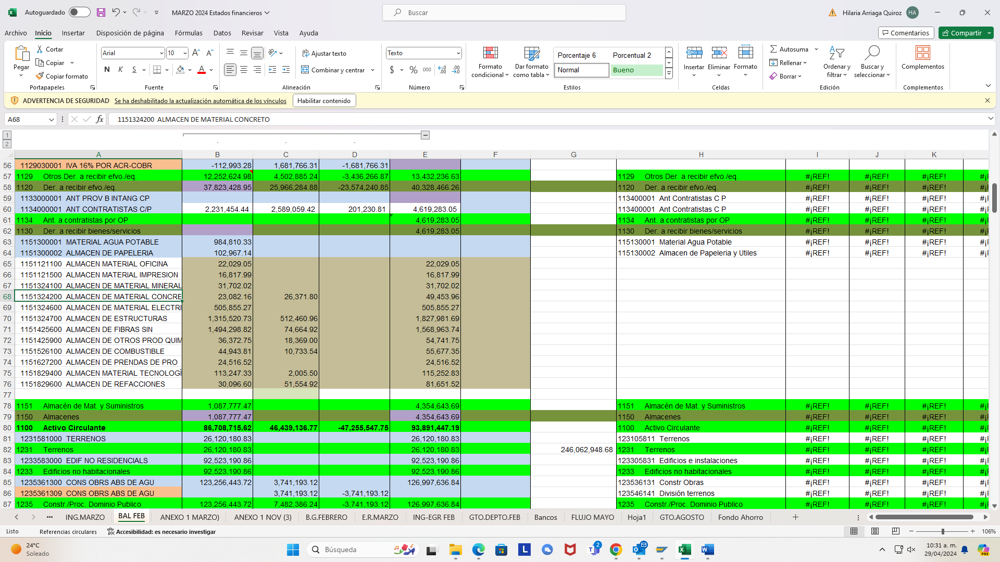 Autoguardado
MARZO 2024 Estados financieros
Buscar
Hilaria Arriaga Quiroz
HA
Archivo
Inicio
Insertar
Disposición de página
Fórmulas
Datos
Revisar
Vista
Ayuda
Comentarios
Compartir
Pegar
Cortar
Copiar
Copiar formato
Portapapeles
Arial
10
N K S
Fuente
Ajustar texto
Combinar y centrar
Alineación
Texto
$ % 000
Número
Formato condicional
Dar formato como tabla
Porcentaje 6
Porcentual 2
Normal
Bueno
Estilos
Insertar
Eliminar
Formato
Celdas
Autosuma
Rellenar
Borrar
Ordenar y filtrar
Buscar y seleccionar
Edición
Complementos
Complementos
ADVERTENCIA DE SEGURIDAD Se ha deshabilitado la actualización automática de los vínculos Habilitar contenido
A68 fx 1151324200 ALMACEN DE MATERIAL CONCRETO
1
2
A B C D E F G H I J K
56 1129030001 IVA 16% POR ACR-COBR -112,993.28 1,681,766.31 -1,681,766.31
57 1129 Otros Der. a recibir efvo./eq. 12,252,624.98 4,502,885.24 -3,436,266.87 13,432,236.63 1129 Otros Der. a recibir efvo./eq. #¡REF! #¡REF! #¡REF! #¡F
58 1120 Der. a recibir efvo./eq. 37,823,428.95 25,966,284.88 -23,574,240.85 40,328,466.26 1120 Der. a recibir efvo./eq. #¡REF! #¡REF! #¡REF! #¡F
59 1133000001 ANT PROV B INTANG CP 113400001 Ant Contratistas C P #¡REF! #¡REF! #¡REF! #¡F
60 1134000001 ANT CONTRATISTAS C/P 2,231,454.44 2,589,059.42 201,230.81 4,619,283.05 113400001 Ant Contratistas C P #¡REF! #¡REF! #¡REF! #¡F
61 1134 Ant. a contratistas por OP 4,619,283.05 1134 Ant. a contratistas por OP #¡REF! #¡REF! #¡REF! #¡F
62 1130 Der. a recibir bienes/servicios 4,619,283.05 1130 Der. a recibir bienes/servicios #¡REF! #¡REF! #¡REF! #¡F
63 1151300001 MATERIAL AGUA POTABLE 984,810.33 115130001 Material Agua Potable #¡REF! #¡REF! #¡REF! #¡F
64 1151300002 ALMACEN DE PAPELERIA 102,967.14 115130002 Almacen de Papeleria y Utiles #¡REF! #¡REF! #¡REF! #¡F
65 1151121100 ALMACEN MATERIAL OFICINA 22,029.05 22,029.05
66 1151121500 ALMACEN MATERIAL IMPRESION 16,817.99 16,817.99
67 1151324100 ALMACEN DE MATERIAL MINERAL 31,702.02 31,702.02
68 1151324200 ALMACEN DE MATERIAL CONCRE 23,082.16 26,371.80 49,453.96
69 1151324600 ALMACEN DE MATERIAL ELECTRI 505,855.27 505,855.27
70 1151324700 ALMACEN DE ESTRUCTURAS 1,315,520.73 512,460.96 1,827,981.69
71 1151425600 ALMACEN DE FIBRAS SIN 1,494,298.82 74,664.92 1,568,963.74
72 1151425900 ALMACEN DE OTROS PROD QUIM 36,372.75 18,369.00 54,741.75
73 1151526100 ALMACEN DE COMBUSTIBLE 44,943.81 10,733.54 55,677.35
74 1151627200 ALMACEN DE PRENDAS DE PRO 24,516.52 24,516.52
75 1151829400 ALMACEN MATERIAL TECNOLOGÍ 113,247.33 2,005.50 115,252.83
76 1151829600 ALMACEN DE REFACCIONES 30,096.60 51,554.92 81,651.52
77
78 1151 Almacén de Mat. y Suministros 1,087,777.47 4,354,643.69 1151 Almacén de Mat. y Suministros #¡REF! #¡REF! #¡REF! #¡F
79 1150 Almacenes 1,087,777.47 4,354,643.69 1150 Almacenes #¡REF! #¡REF! #¡REF! #¡F
80 1100 Activo Circulante 86,708,715.62 46,439,136.77 -47,255,547.75 93,891,447.19 1100 Activo Circulante #¡REF! #¡REF! #¡REF! #¡F
81 1231581000 TERRENOS 26,120,180.83 26,120,180.83 123105811 Terrenos #¡REF! #¡REF! #¡REF! #¡F
82 1231 Terrenos 26,120,180.83 26,120,180.83 246,062,948.68 1231 Terrenos #¡REF! #¡REF! #¡REF! #¡F
83 1233583000 EDIF NO RESIDENCIALS 92,523,190.86 92,523,190.86 123305831 Edificios e instalaciones #¡REF! #¡REF! #¡REF! #¡F
84 1233 Edificios no habitacionales 92,523,190.86 92,523,190.86 1233 Edificios no habitacionales #¡REF! #¡REF! #¡REF! #¡F
85 1235361300 CONS OBRS ABS DE AGU 123,256,443.72 3,741,193.12 126,997,636.84 123536131 Constr Obras #¡REF! #¡REF! #¡REF! #¡F
86 1235361309 CONS OBRS ABS DE AGU 3,741,193.12 -3,741,193.12 123546141 División terrenos #¡REF! #¡REF! #¡REF! #¡F
87 1235 Constr./Proc. Dominio Publico 123,256,443.72 7,482,386.24 -3,741,193.12 126,997,636.84 1235 Constr./Proc. Dominio Publico #¡REF! #¡REF! #¡REF! #¡F
ING.MARZO BAL FEB ANEXO 1 MARZO) ANEXO 1 NOV (3) B.G.FEBRERO E.R.MARZO ING-EGR FEB GTO.DEPTO.FEB Bancos FLUJO MAYO Hoja1 GTO.AGOSTO Fondo Ahorro
Listo Referencias circulares Accesibilidad: es necesario investigar 106%
24°C
Soleado
Búsqueda
2
10:31 a. m.
29/04/2024
PRE